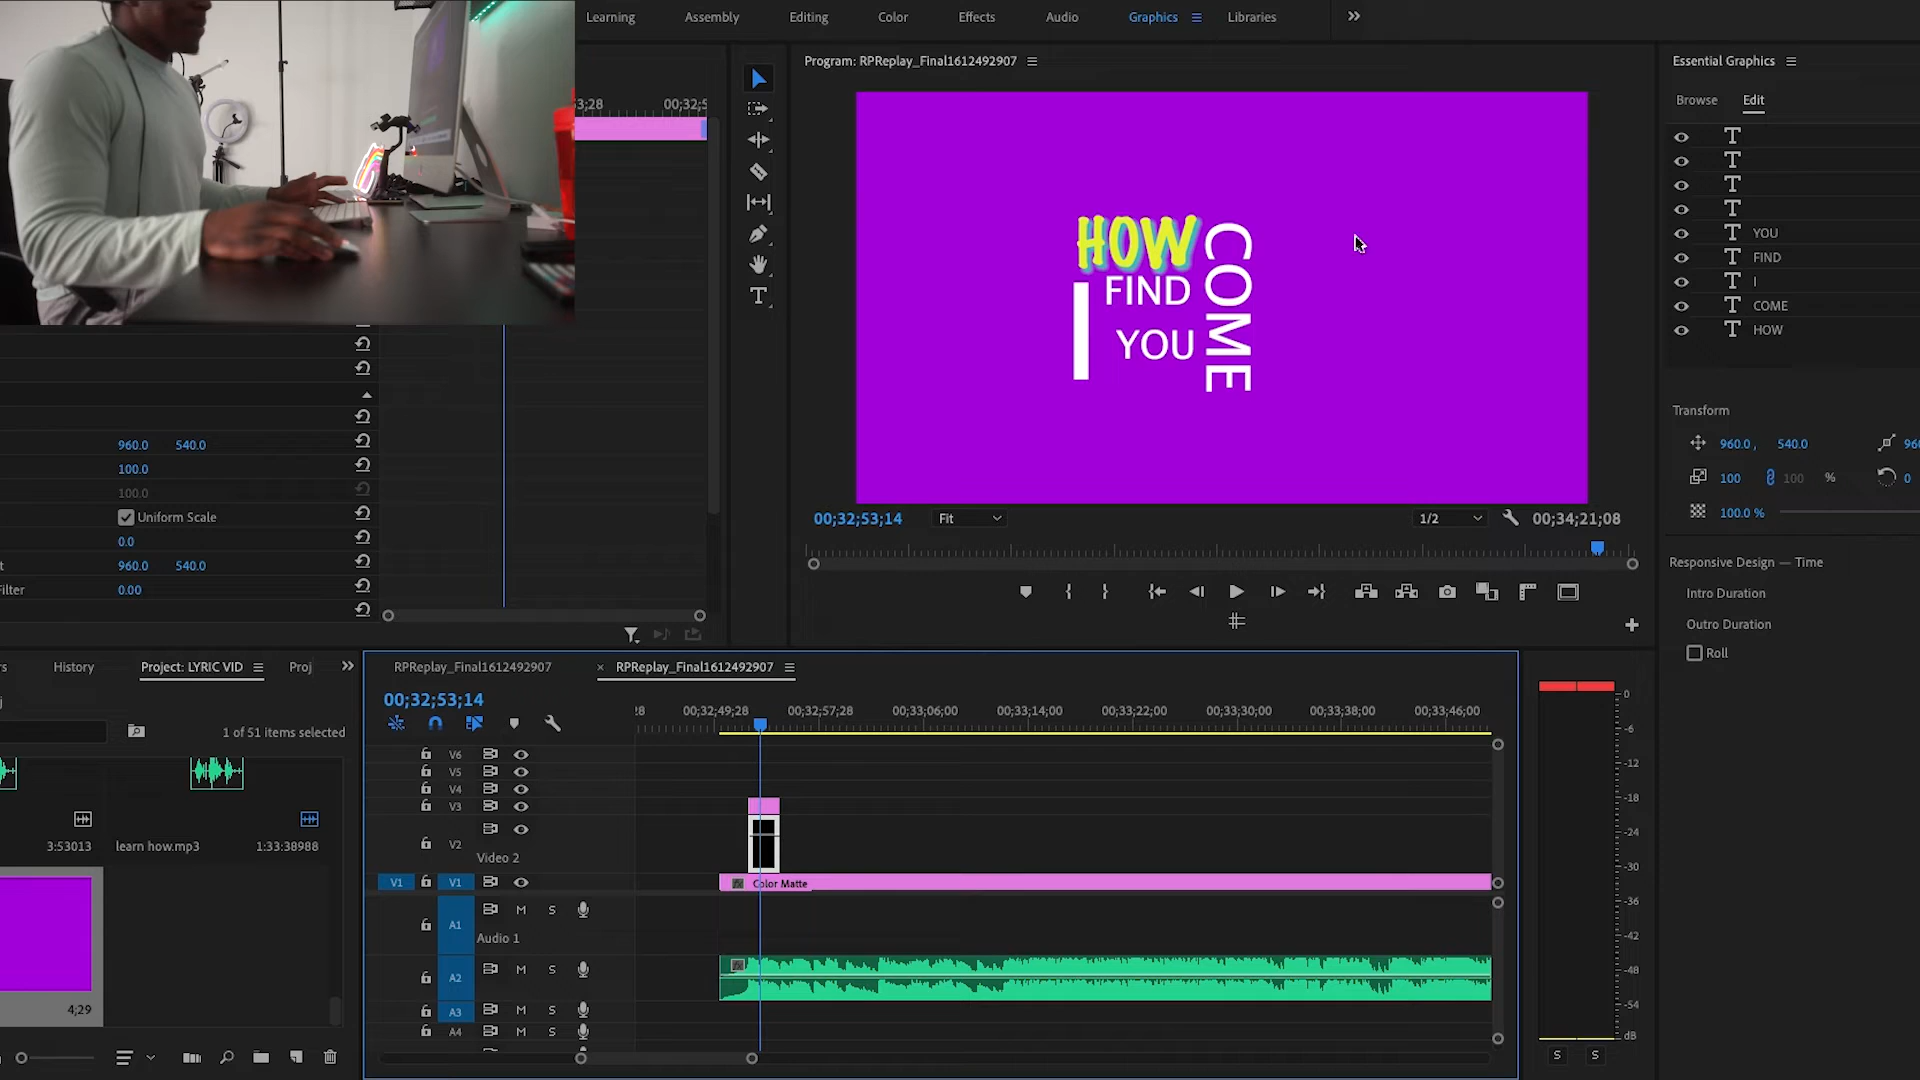 Learning
Assembly
Editing
Color
Effects
Audio
Graphics
Libraries
00;32;5
Program: RPReplay_Final1612492907
Essential Graphics
Browse
Edit
HOW
COME
I
FIND
YOU
YOU
FIND
I
COME
HOW
Transform
960.0 , 540.0
100 100 %
0
100.0 %
960.0 540.0
100.0
100.0
Uniform Scale
0.0
960.0 540.0
0.00
00;32;53;14
Fit
1/2
00;34;21;08
Responsive Design — Time
Intro Duration
Outro Duration
Roll
History
Project: LYRIC VID
Proj
RPReplay_Final1612492907
× RPReplay_Final1612492907
00;32;53;14
1 of 51 items selected
00;32;49;28
00;32;57;28
00;33;06;00
00;33;14;00
00;33;22;00
00;33;30;00
00;33;38;00
00;33;46;00
V6
V5
V4
V3
V2
Video 2
V1 V1
Color Matte
A1 M S
Audio 1
A2 M S
A3 M S
A4 M S
3:53013
learn how.mp3
1:33:38988
4;29
0
-6
-12
-18
-24
-30
-36
-42
-48
-54
dB
S S